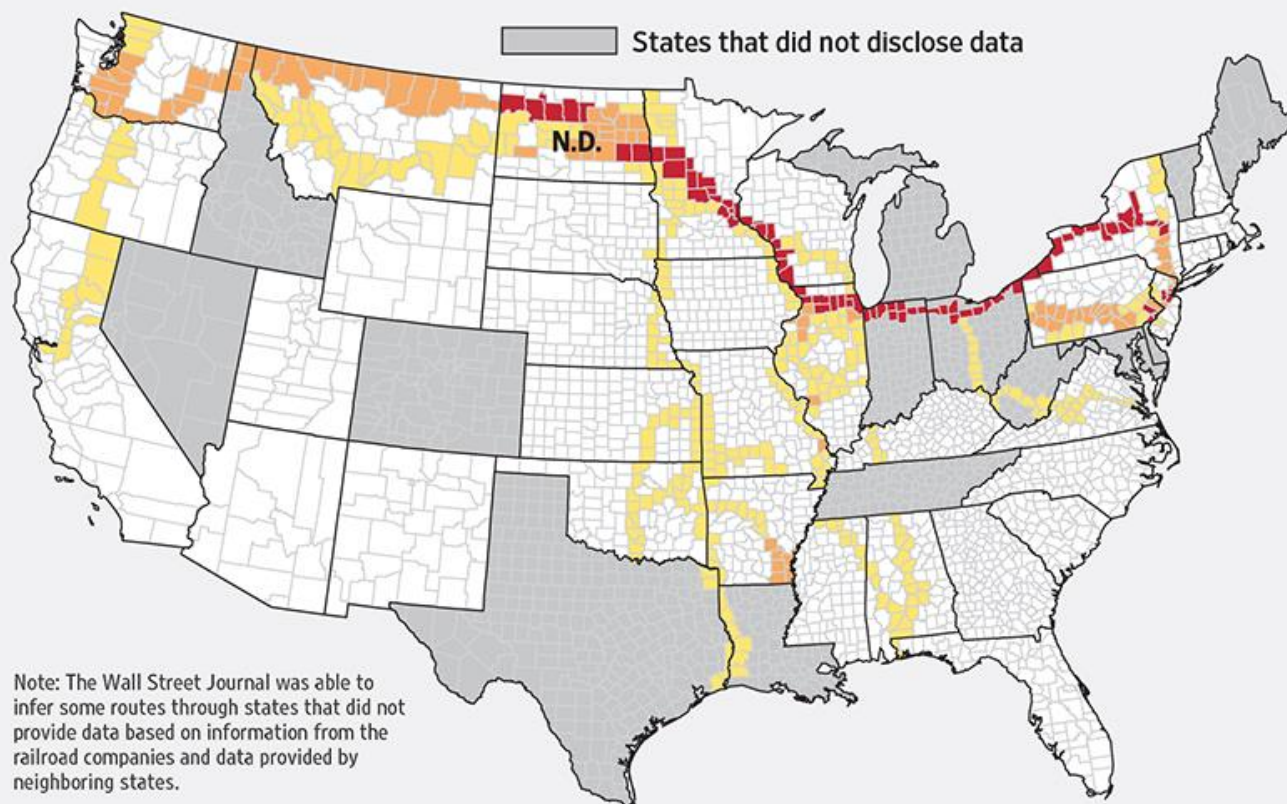 States that did not disclose data
N.D.
Note: The Wall Street Journal was able to
infer some routes through states that did not
provide data based on information from the
railroad companies and data provided by
neighboring states.